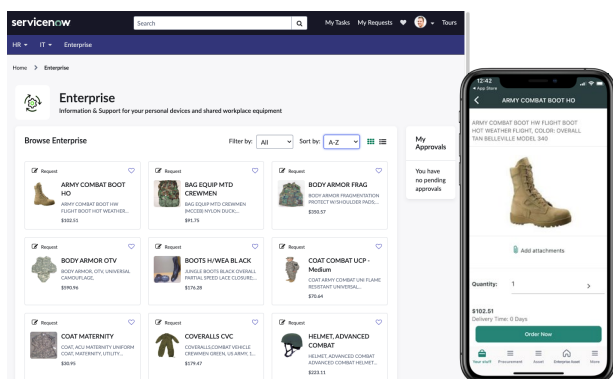 servicenow
Search
My Tasks
My Requests
Tours
HR
IT
Enterprise
Home > Enterprise
Enterprise
Information & Support for your personal devices and shared workplace equipment
Browse Enterprise
Filter by:
All
Sort by:
A-Z
My
Approvals
You have
no pending
approvals
Request
ARMY COMBAT BOOT
HO
ARMY COMBAT BOOT HW
FLIGHT BOOT HOT WEATHER...
$102.51
Request
BAG EQUIP MTD
CREWMEN
BAG EQUIP MTD CREWMEN
(MCCEB) NYLON DUCK;...
$91.75
Request
BODY ARMOR FRAG
BODY ARMOR FRAGMENTATION
PROTECT W/SHOULDER PADS;...
$350.57
Request
BODY ARMOR OTV
BODY ARMOR, OTV, UNIVERSAL
CAMOUFLAGE,
$590.96
Request
BOOTS H/WEA BLACK
JUNGLE BOOTS BLACK OVERALL
PARTIAL SPEED LACE CLOSURE;...
$176.28
Request
COAT COMBAT UCP -
Medium
COAT ARMY COMBAT UNI FLAME
RESISTANT UNIVERSAL...
$70.64
Request
COAT MATERNITY
COAT, ACU MATERNITY UNIFORM
COAT, MATERNITY, UTILITY...
$30.95
Request
COVERALLS CVC
COVERALLS:COMBAT VEHICLE
CREWMEN GREEN, US ARMY, 1...
$179.47
Request
HELMET, ADVANCED
COMBAT
HELMET, ADVANCED COMBAT
ADVANCED COMBAT HELMET...
$223.11
12:42
App Store
ARMY COMBAT BOOT HO
ARMY COMBAT BOOT HW FLIGHT BOOT
HOT WEATHER FLIGHT, COLOR: OVERALL
TAN BELLEVILLE MODEL 340
Add attachments
Quantity:
1
$102.51
Delivery Time: 0 Days
Order Now
Your stuff
Procurement
Asset
Enterprise Asset
More